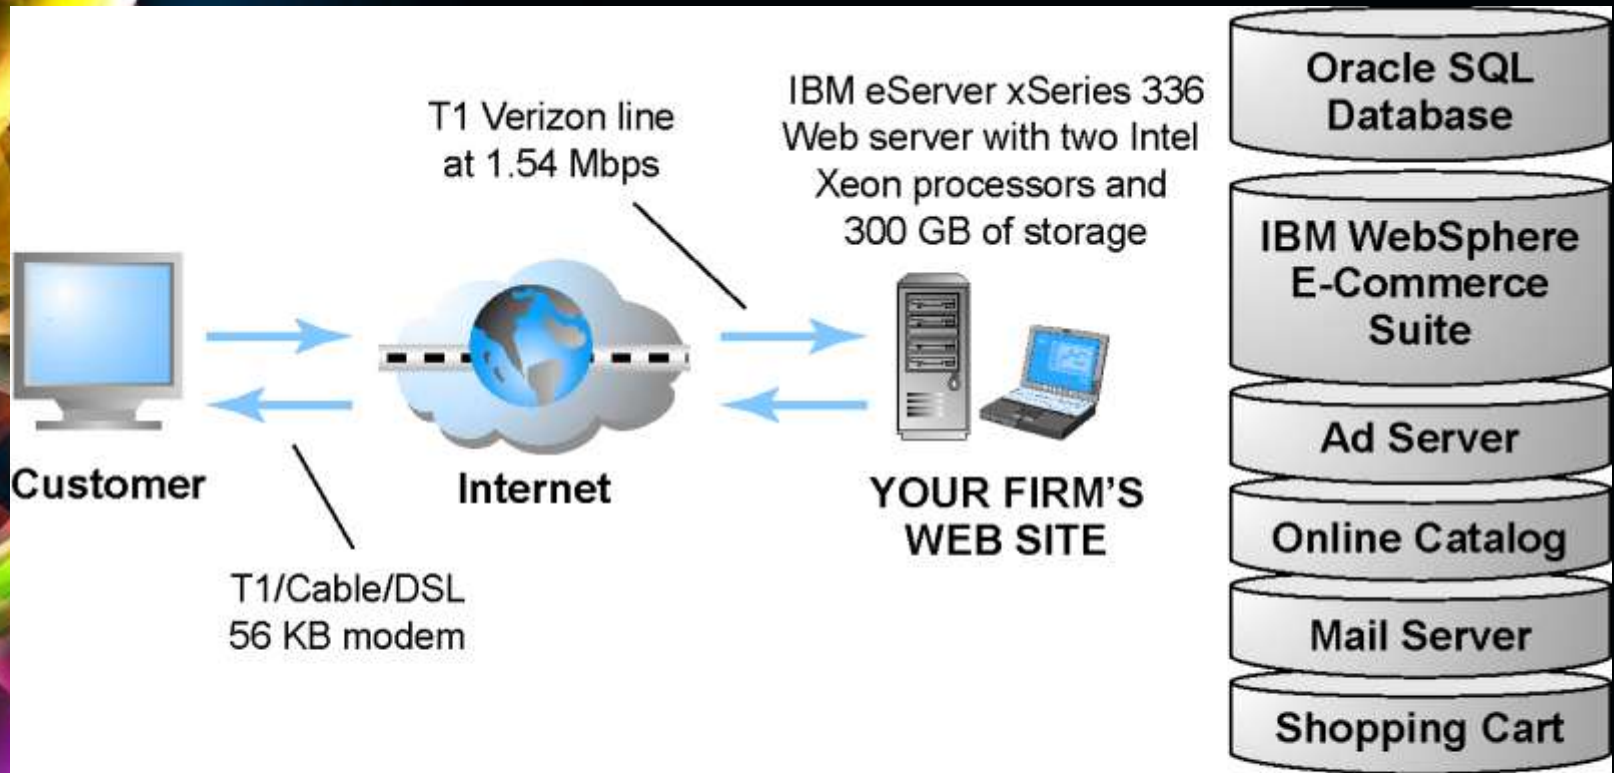 T1 Verizon line
at 1.54 Mbps
IBM eServer xSeries 336
Web server with two Intel
Xeon processors and
300 GB of storage
Customer
Internet
YOUR FIRM'S
WEB SITE
T1/Cable/DSL
56 KB modem
Oracle SQL
Database
IBM WebSphere
E-Commerce
Suite
Ad Server
Online Catalog
Mail Server
Shopping Cart